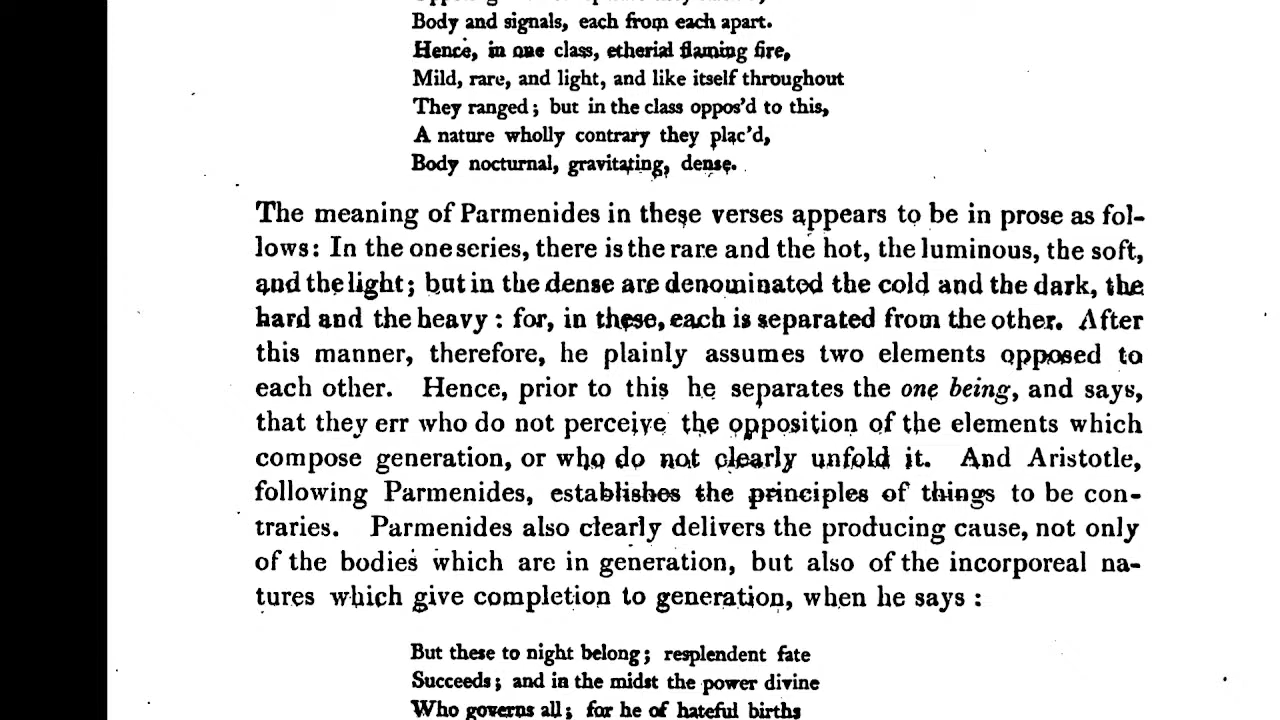 Body and signals, each from each apart.
Hence, in one class, etherial flaming fire,
Mild, rare, and light, and like itself throughout
They ranged; but in the class oppos'd to this,
A nature wholly contrary they plac'd,
Body nocturnal, gravitating, dense.
The meaning of Parmenides in these verses appears to be in prose as fol-
lows: In the one series, there is the rare and the hot, the luminous, the soft,
and the light; but in the dense are denominated the cold and the dark, the
hard and the heavy: for, in these, each is separated from the other. After
this manner, therefore, he plainly assumes two elements opposed to
each other. Hence, prior to this he separates the one being, and says,
that they err who do not perceive the opposition of the elements which
compose generation, or who do not clearly unfold it. And Aristotle,
following Parmenides, establishes the principles of things to be con-
traries. Parmenides also clearly delivers the producing cause, not only
of the bodies which are in generation, but also of the incorporeal na-
tures which give completion to generation, when he says:
But these to night belong; resplendent fate
Succeeds; and in the midst the power divine
Who governs all; for he of hateful births